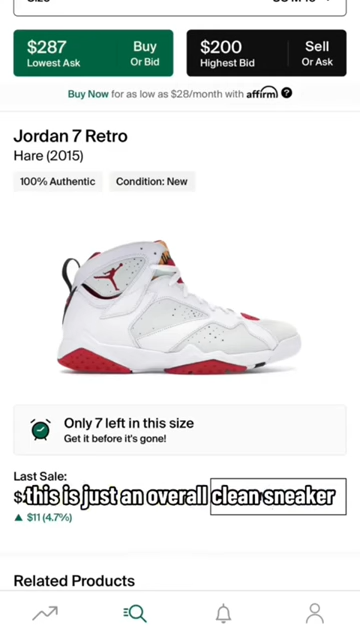 $287
Lowest Ask
Buy
Or Bid
$200
Highest Bid
Sell
Or Ask
Buy Now for as low as $28/month with affirm ?
Jordan 7 Retro
Hare (2015)
100% Authentic
Condition: New
Only 7 left in this size
Get it before it's gone!
Last Sale:
this is just an overall clean sneaker
▲ $11 (4.7%)
Related Products